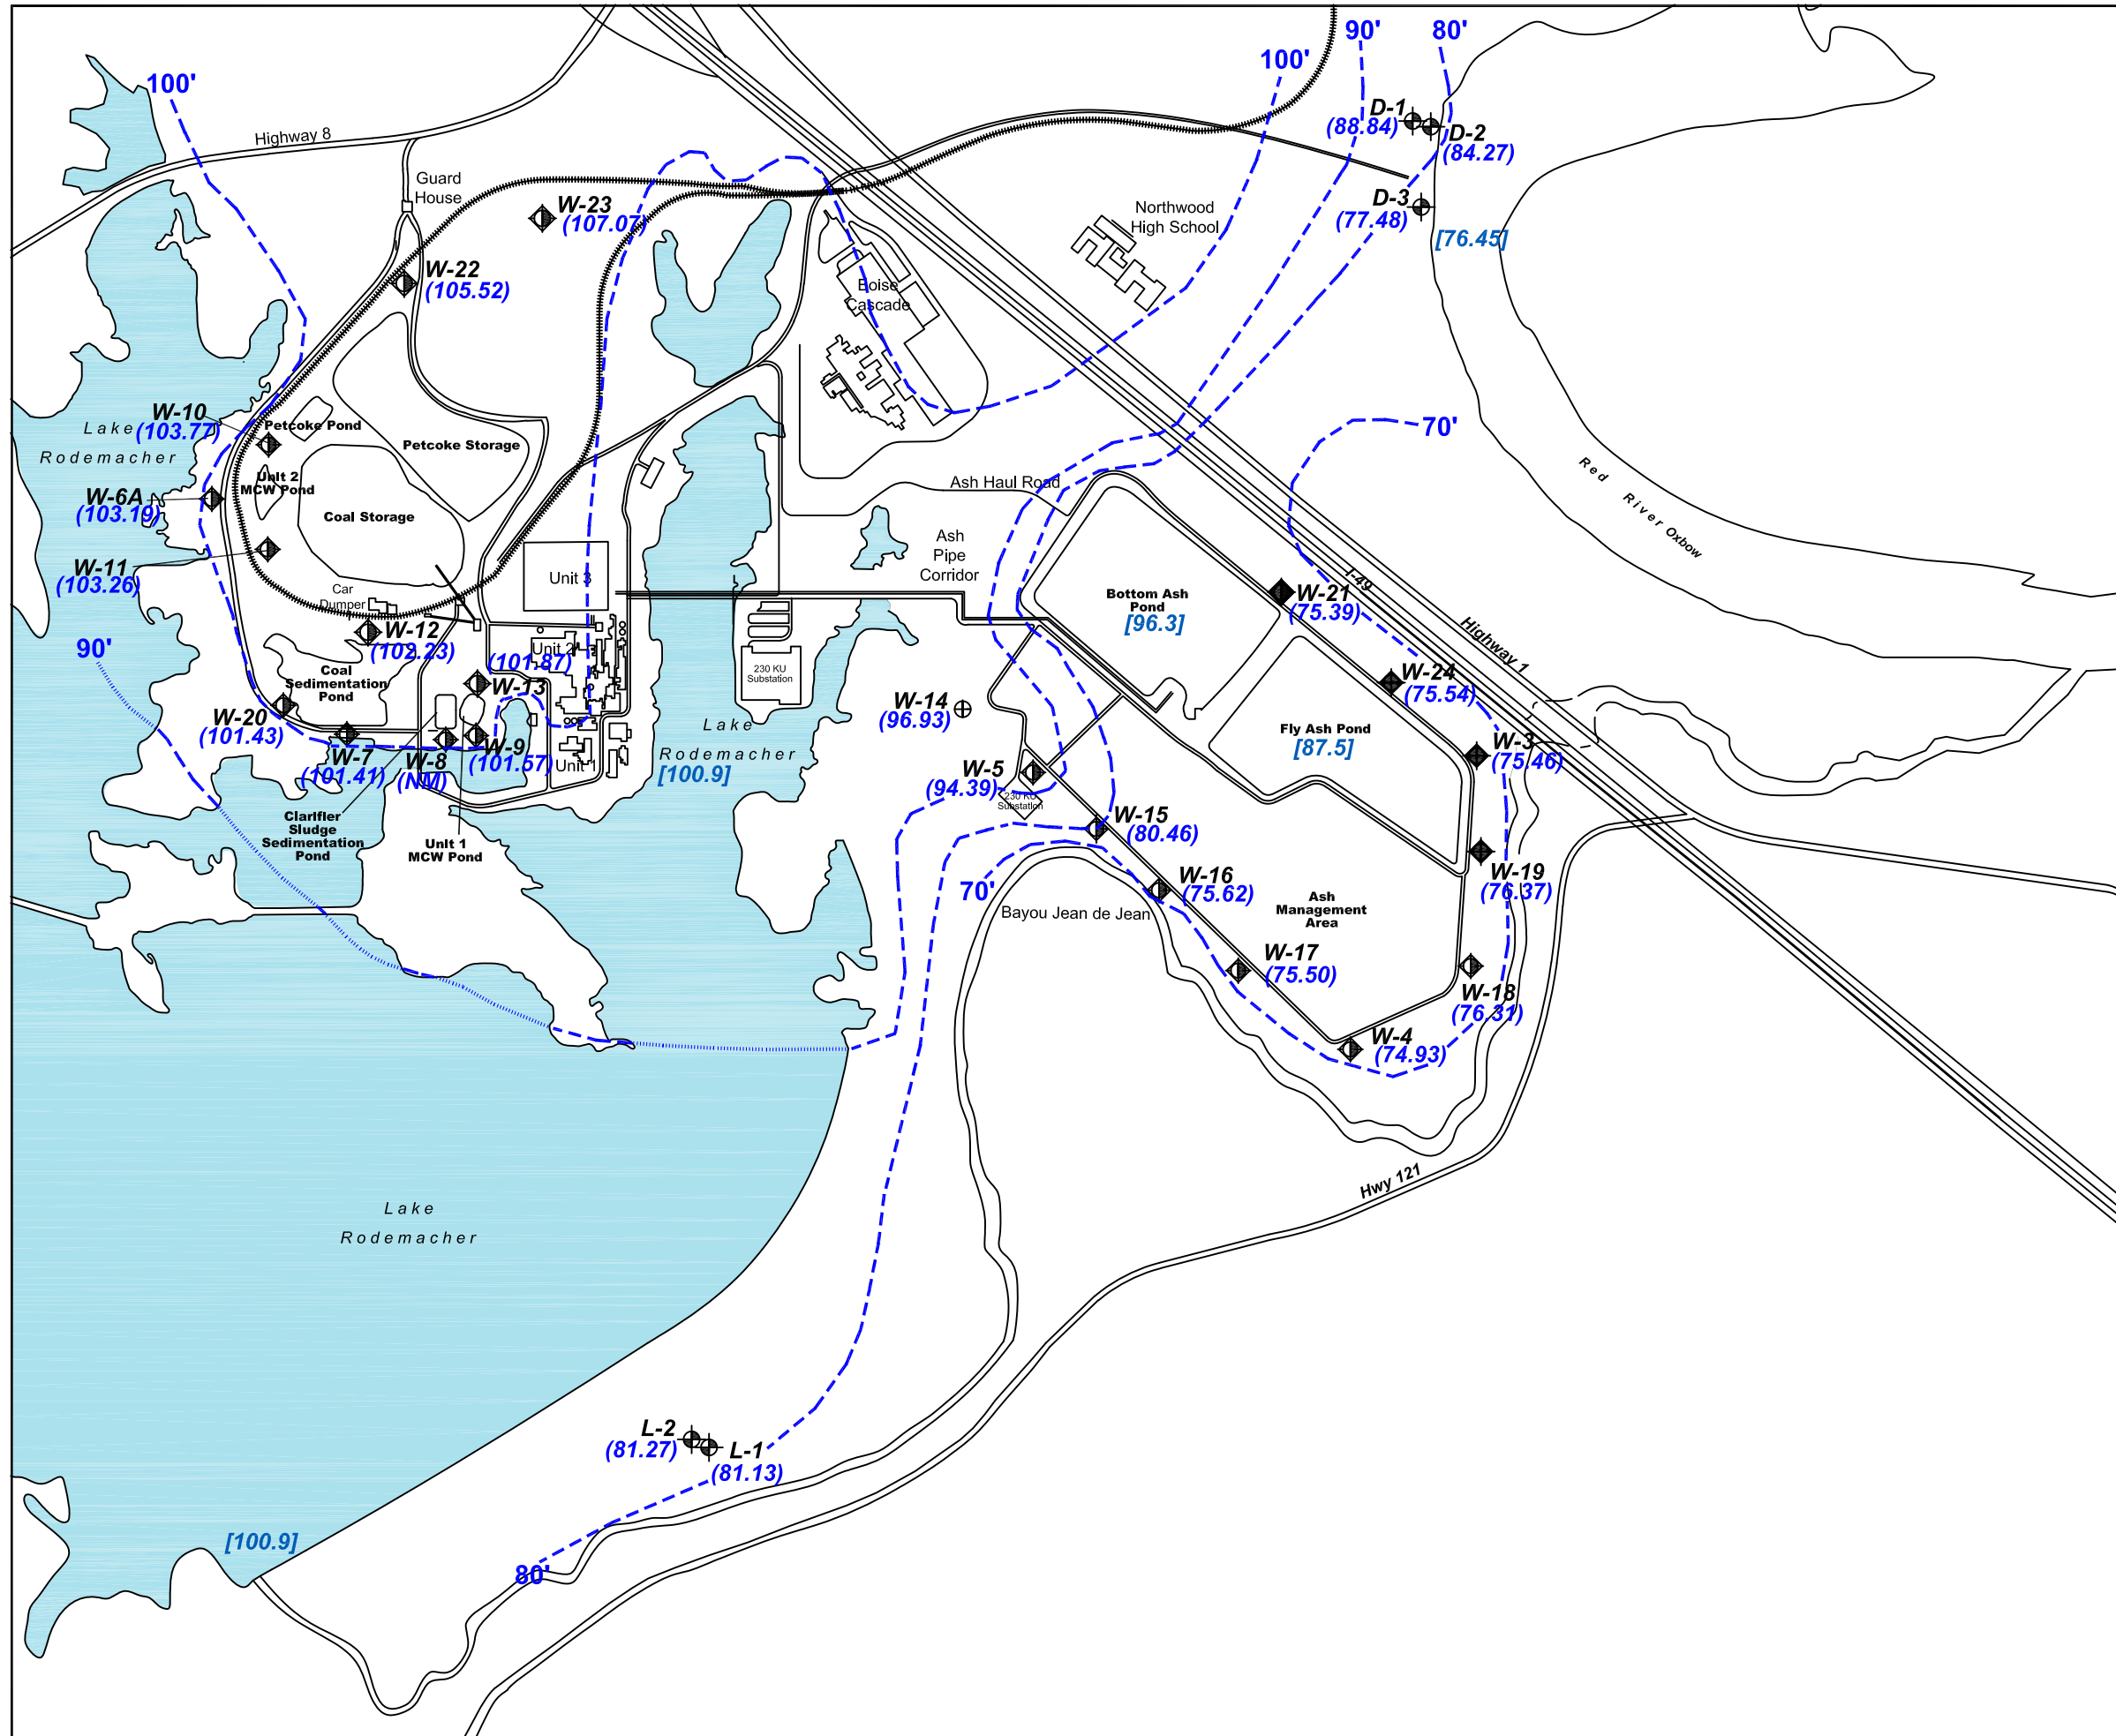 90'
80'
100'
100'
D-1
(88.84)
D-2
(84.27)
Highway 8
Guard
House
W-23
(107.07)
D-3
(77.48)
[76.45]
Northwood
High School
W-22
(105.52)
Boise
Cascade
W-10
(103.77)
Lake
Rodemacher
Petcoke Pond
Petcoke Storage
70'
Unit 2
MCW Pond
W-6A
(103.19)
Coal Storage
Ash Haul Road
Red River Oxbow
W-11
(103.26)
Ash
Pipe
Corridor
Unit 3
Car
Dumper
I-49
Bottom Ash
Pond
[96.3]
W-21
(75.39)
Highway 1
90'
W-12
(102.23)
Unit 2
(101.87)
W-13
Coal
Sedimentation
Pond
230 KU
Substation
W-24
(75.54)
W-14
(96.93)
W-20
(101.43)
Lake
Rodemacher
[100.9]
Fly Ash Pond
[87.5]
W-3
(75.46)
W-7
(101.41)
W-8
(NM)
W-9
(101.57)
Unit 1
W-5
(94.39)
230 KU
Substation
Clarifier
Sludge
Sedimentation
Pond
Unit 1
MCW Pond
W-15
(80.46)
W-19
(76.37)
70'
W-16
(75.62)
Bayou Jean de Jean
Ash
Management
Area
W-17
(75.50)
W-18
(76.31)
W-4
(74.93)
Hwy 121
Lake
Rodemacher
L-2
(81.27)
L-1
(81.13)
[100.9]
80'